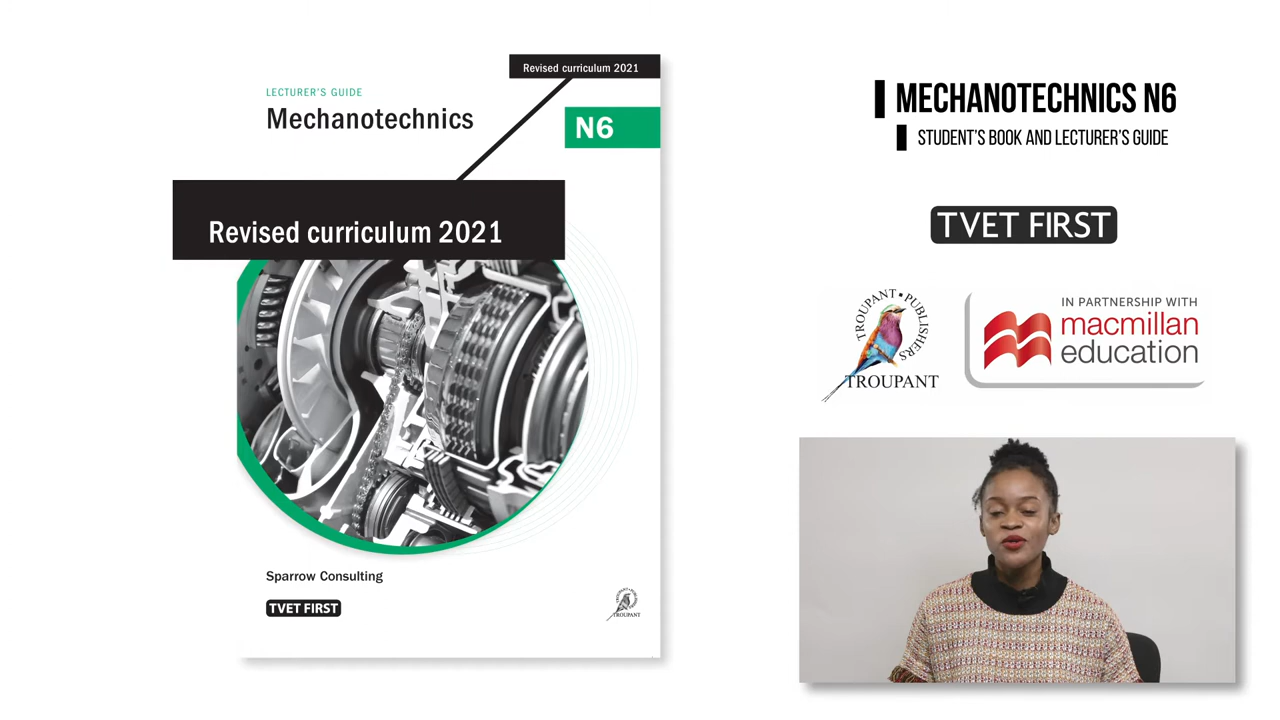 Revised curriculum 2021
LECTURER'S GUIDE
Mechanotechnics
N6
Revised curriculum 2021
Sparrow Consulting
TVET FIRST
TROUPANT
MECHANOTECHNICS N6
STUDENT'S BOOK AND LECTURER'S GUIDE
TVET FIRST
TROUPANT PUBLISHERS
TROUPANT
IN PARTNERSHIP WITH
macmillan
education